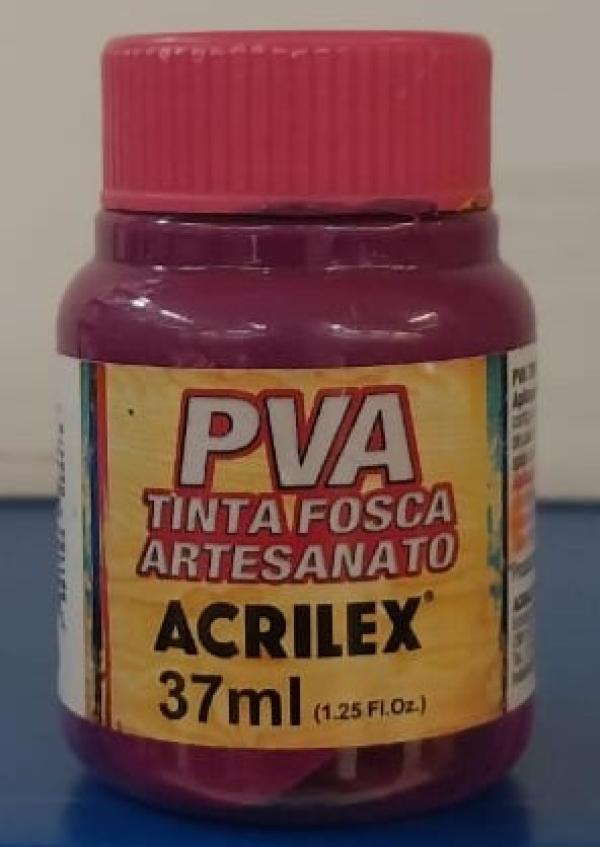 PVA
TINTA FOSCA
ARTESANATO
ACRILEX®
37ml (1.25 Fl.Oz.)